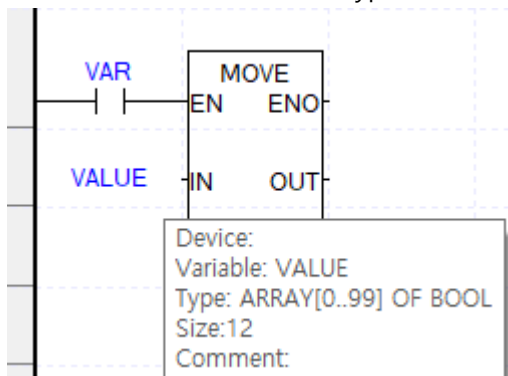 VAR
MOVE
EN ENO
VALUE
IN OUT
Device:
Variable: VALUE
Type: ARRAY[0..99] OF BOOL
Size:12
Comment: